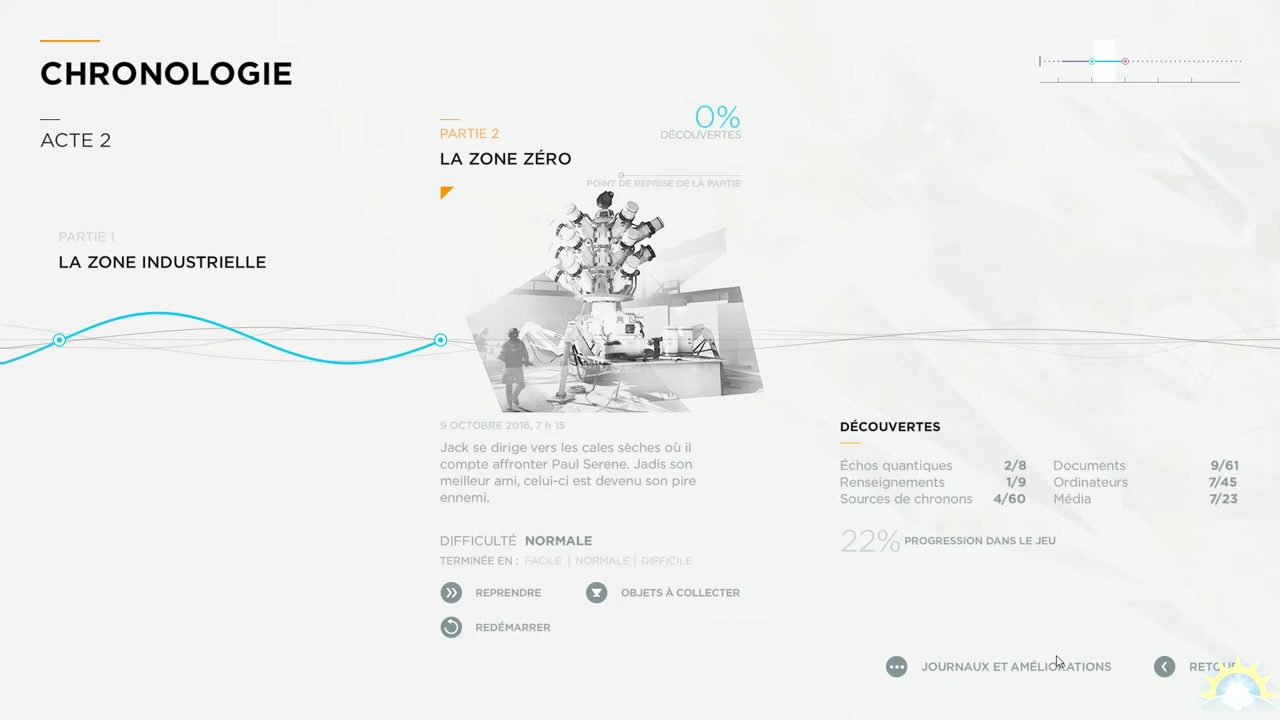 CHRONOLOGIE
ACTE 2
PARTIE 1
LA ZONE INDUSTRIELLE
PARTIE 2
LA ZONE ZÉRO
0%
DÉCOUVERTES
POINT DE REPRISE DE LA PARTIE
9 OCTOBRE 2016, 7 h 15
Jack se dirige vers les cales sèches où il
compte affronter Paul Serene. Jadis son
meilleur ami, celui-ci est devenu son pire
ennemi.
DIFFICULTÉ NORMALE
TERMINÉE EN : FACILE | NORMALE | DIFFICILE
REPRENDRE
OBJETS À COLLECTER
REDÉMARRER
DÉCOUVERTES
Échos quantiques 2/8 Documents 9/61
Renseignements 1/9 Ordinateurs 7/45
Sources de chronons 4/60 Média 7/23
22% PROGRESSION DANS LE JEU
JOURNAUX ET AMÉLIORATIONS